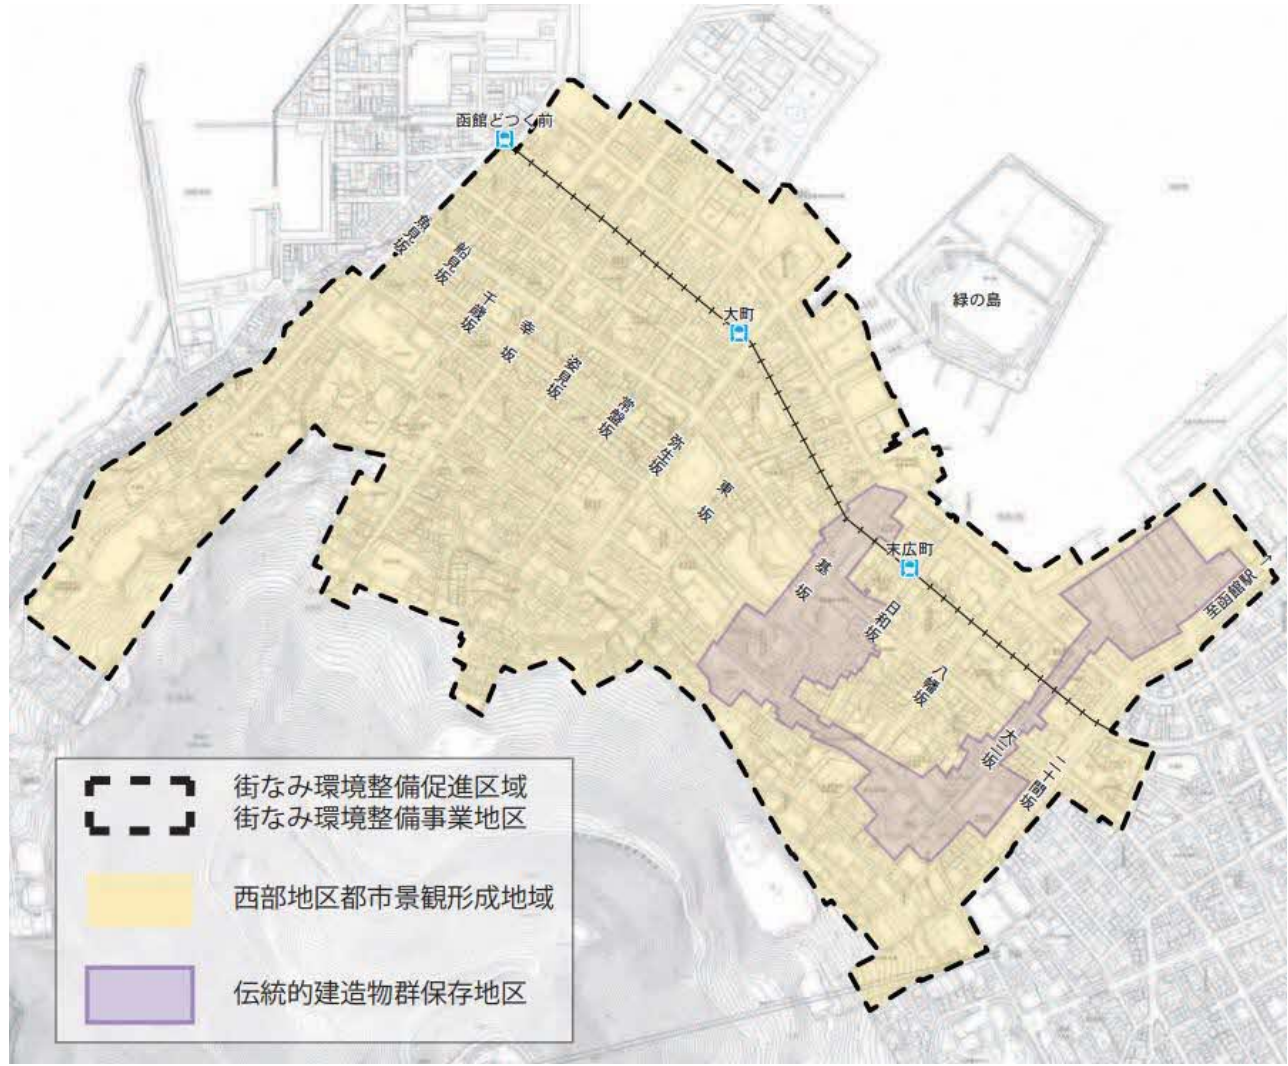 函館どつく前
魚見坂
船見坂
千歳坂
幸坂
姿見坂
常盤坂
弥生坂
東坂
大町
緑の島
末広町
基坂
日和坂
八幡坂
大三坂
二十間坂
至函館駅→
街なみ環境整備促進区域
街なみ環境整備事業地区
西部地区都市景観形成地域
伝統的建造物群保存地区